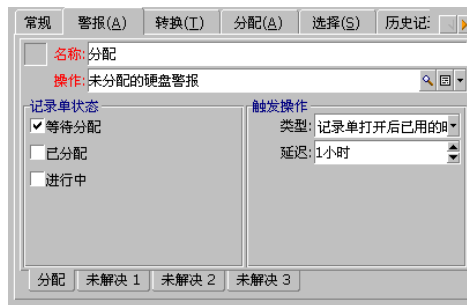 常规 警报(A) 转换(T) 分配(A) 选择(S) 历史记
名称: 分配
操作: 未分配的硬盘警报
记录单状态 触发操作
等待分配 类型: 记录单打开后已用的
已分配 延迟: 1小时
进行中
分配 未解决 1 未解决 2 未解决 3